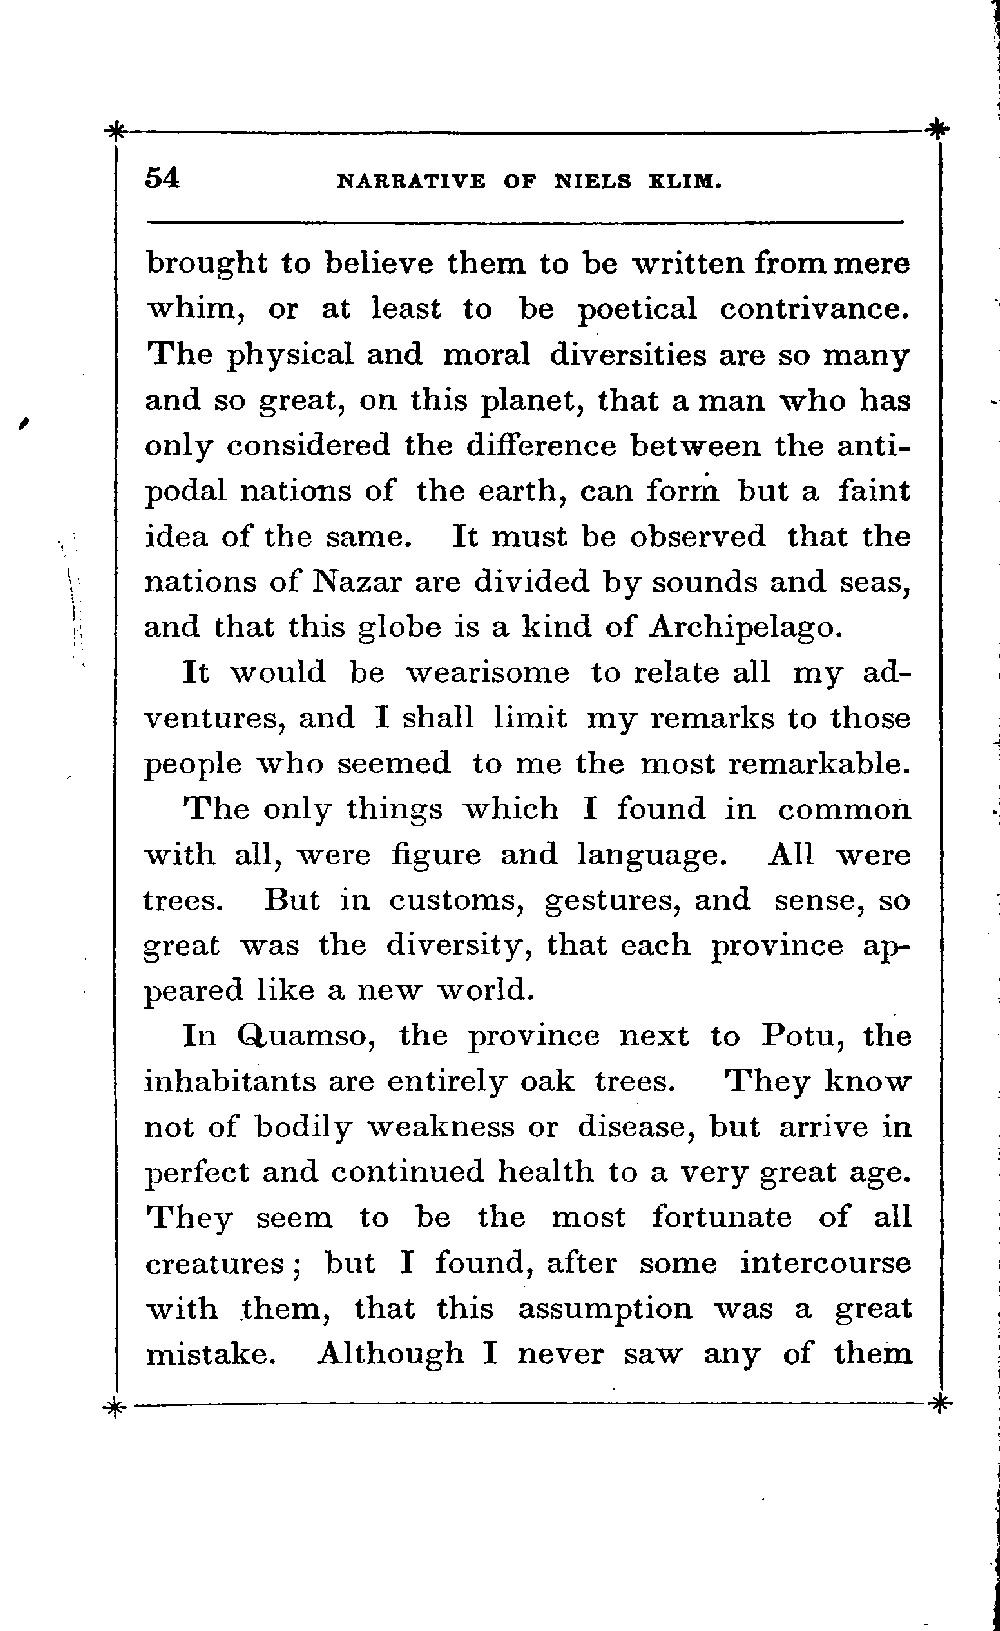 54 NARRATIVE OF NIELS KLIM.
brought to believe them to be written from mere
whim, or at least to be poetical contrivance.
The physical and moral diversities are so many
and so great, on this planet, that a man who has
only considered the difference between the anti-
podal nations of the earth, can form but a faint
idea of the same. It must be observed that the
nations of Nazar are divided by sounds and seas,
and that this globe is a kind of Archipelago.
It would be wearisome to relate all my ad-
ventures, and I shall limit my remarks to those
people who seemed to me the most remarkable.
The only things which I found in common
with all, were figure and language. All were
trees. But in customs, gestures, and sense, so
great was the diversity, that each province ap-
peared like a new world.
In Quamso, the province next to Potu, the
inhabitants are entirely oak trees. They know
not of bodily weakness or disease, but arrive in
perfect and continued health to a very great age.
They seem to be the most fortunate of all
creatures; but I found, after some intercourse
with them, that this assumption was a great
mistake. Although I never saw any of them